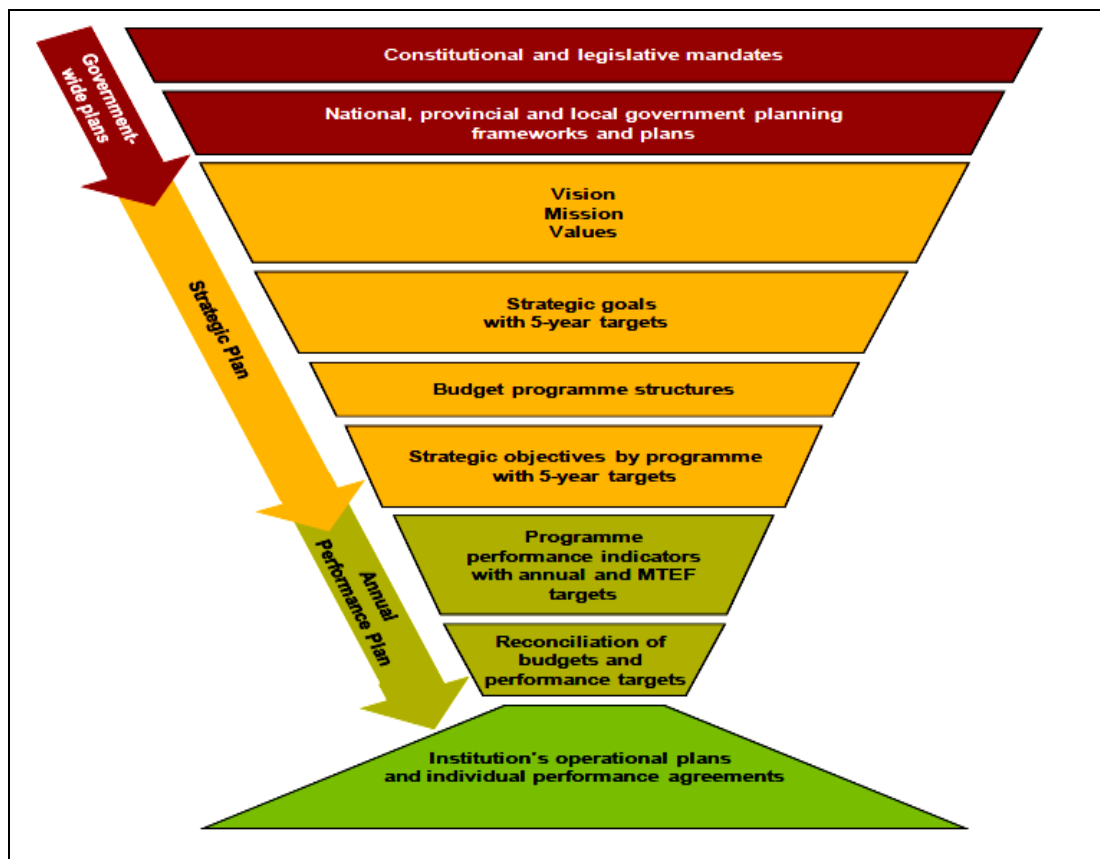 Government-
wide plans
Constitutional and legislative mandates
National, provincial and local government planning
frameworks and plans
Strategic Plan
Vision
Mission
Values
Strategic goals
with 5-year targets
Budget programme structures
Strategic objectives by programme
with 5-year targets
Annual
Performance Plan
Programme
performance indicators
with annual and MTEF
targets
Reconciliation of
budgets and
performance targets
Institution's operational plans
and individual performance agreements